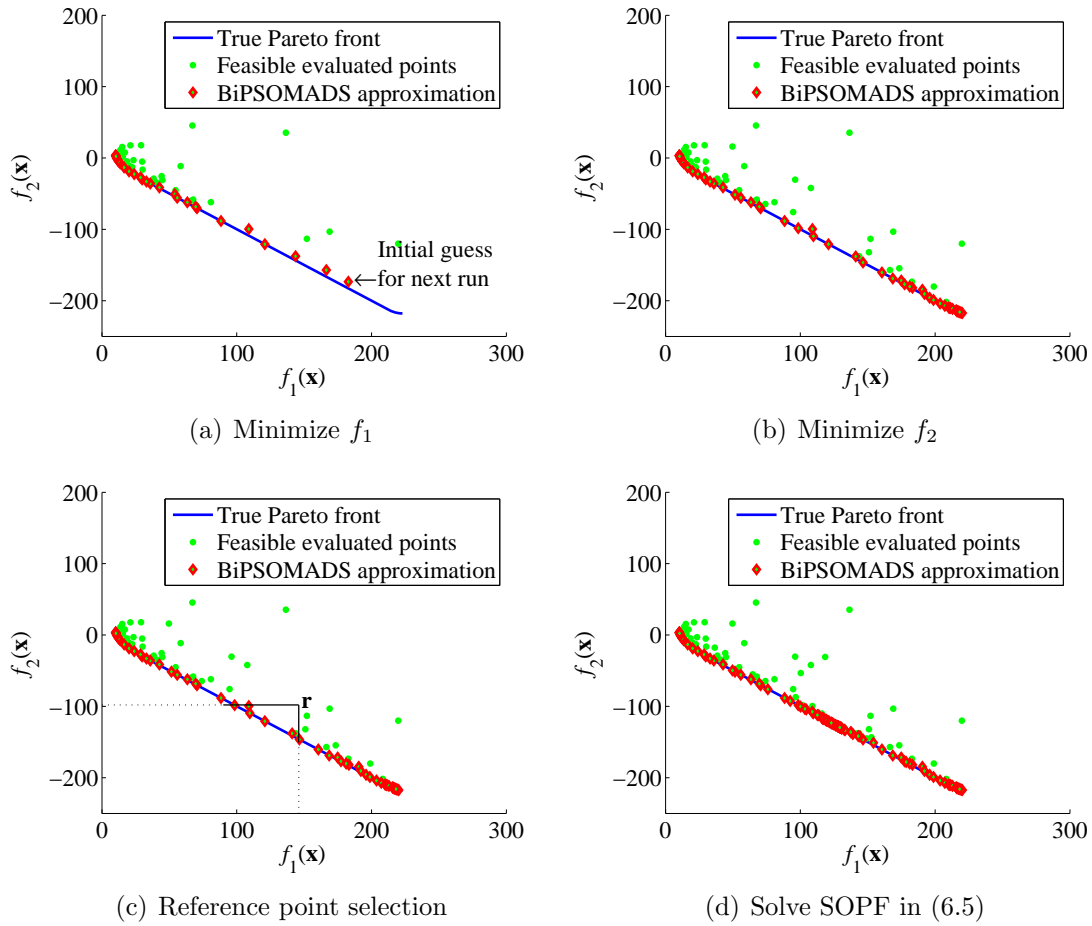 200
True Pareto front
Feasible evaluated points
BiPSOMADS approximation
100
0
−100
−200
f2(x)
Initial guess
for next run
0 100 200 300
f1(x)
(a) Minimize f1
200
True Pareto front
Feasible evaluated points
BiPSOMADS approximation
100
0
−100
−200
f2(x)
0 100 200 300
f1(x)
(b) Minimize f2
200
True Pareto front
Feasible evaluated points
BiPSOMADS approximation
100
0
−100
−200
f2(x)
r
0 100 200 300
f1(x)
(c) Reference point selection
200
True Pareto front
Feasible evaluated points
BiPSOMADS approximation
100
0
−100
−200
f2(x)
0 100 200 300
f1(x)
(d) Solve SOPF in (6.5)